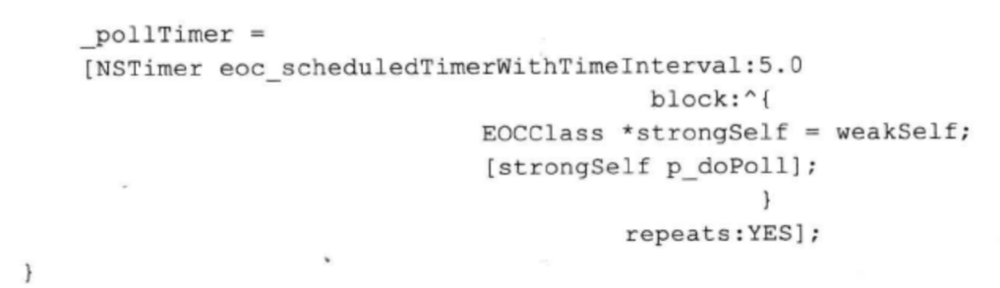 _pollTimer =
[NSTimer eoc_scheduledTimerWithTimeInterval:5.0
block:^{
EOCClass *strongSelf = weakSelf;
[strongSelf p_doPoll];
}
repeats:YES];
}